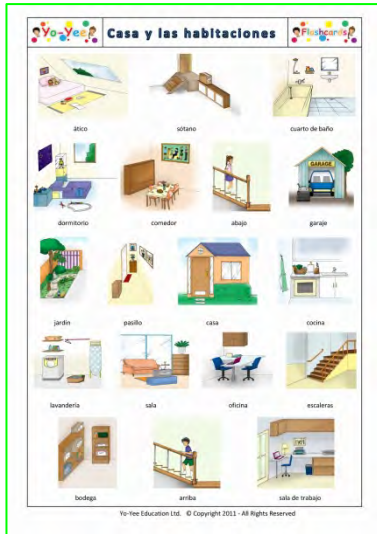 Yo-Yee
Casa y las habitaciones
Flashcards
ático
sótano
cuarto de baño
dormitorio
comedor
abajo
GARAGE
garaje
jardín
pasillo
casa
cocina
lavandería
sala
oficina
escaleras
bodega
arriba
sala de trabajo
Yo-Yee Education Ltd. © Copyright 2011 - All Rights Reserved